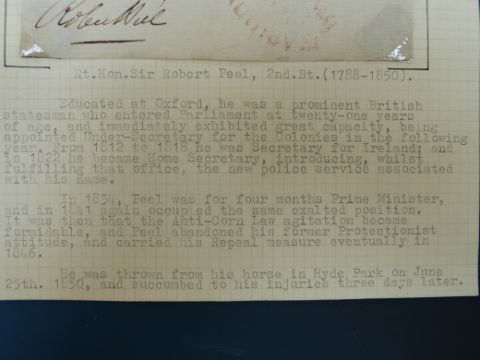 Robert Peel
Rt.Hon.Sir Robert Peel, 2nd.Bt.(1788-1850).
Educated at Oxford, he was a prominent British
statesman who entered Parliament at twenty-one years
of age, and immediately exhibited great capacity, being
appointed Under-Secretary for the Colonies in the following
year. From 1812 to 1818 he was Secretary for Ireland; and
in 1822 he became Home Secretary, introducing, whilst
fulfilling that office, the new police service associated
with his name.
In 1834, Peel was for four months Prime Minister,
and in 1841 again occupied the same exalted position.
It was then that the Anti-Corn Law agitation became
formidable, and Peel abandoned his former Protectionist
attitude, and carried his Repeal measure eventually in
1846.
He was thrown from his horse in Hyde Park on June
25th. 1850, and succumbed to his injuries three days later.